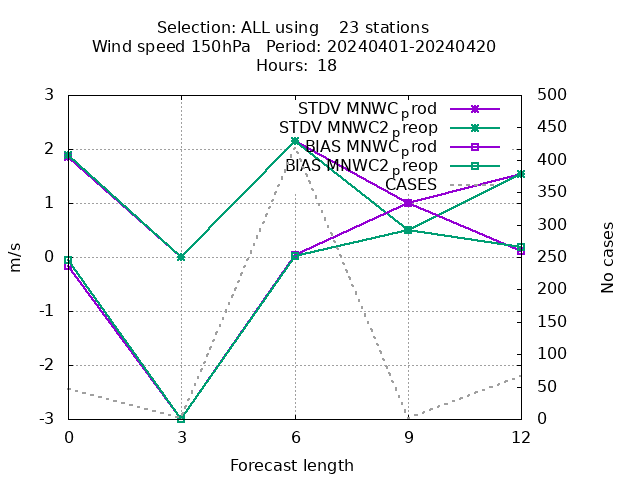 Selection: ALL using    23 stations
Wind speed 150hPa   Period: 20240401-20240420
Hours: 18
STDV MNWC_prod
STDV MNWC2_preop
BIAS MNWC_prod
BIAS MNWC2_preop
CASES
3
2
1
0
-1
-2
-3
m/s
500
450
400
350
300
250
200
150
100
50
0
No cases
0 3 6 9 12
Forecast length